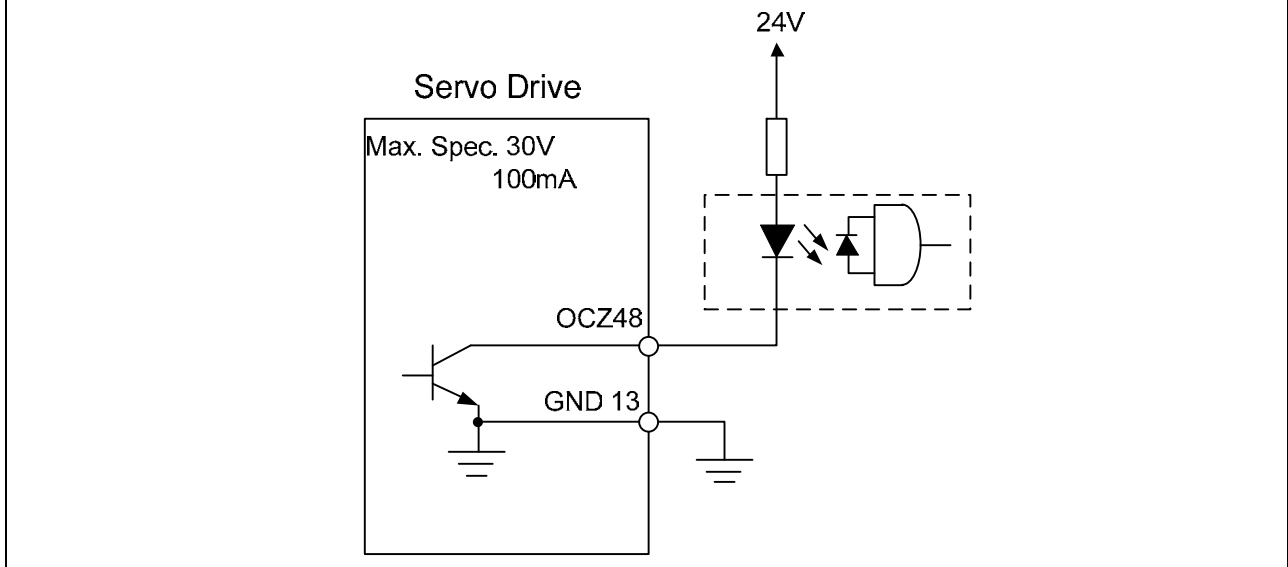 24V
Servo Drive
Max. Spec. 30V
100mA
OCZ48
GND 13